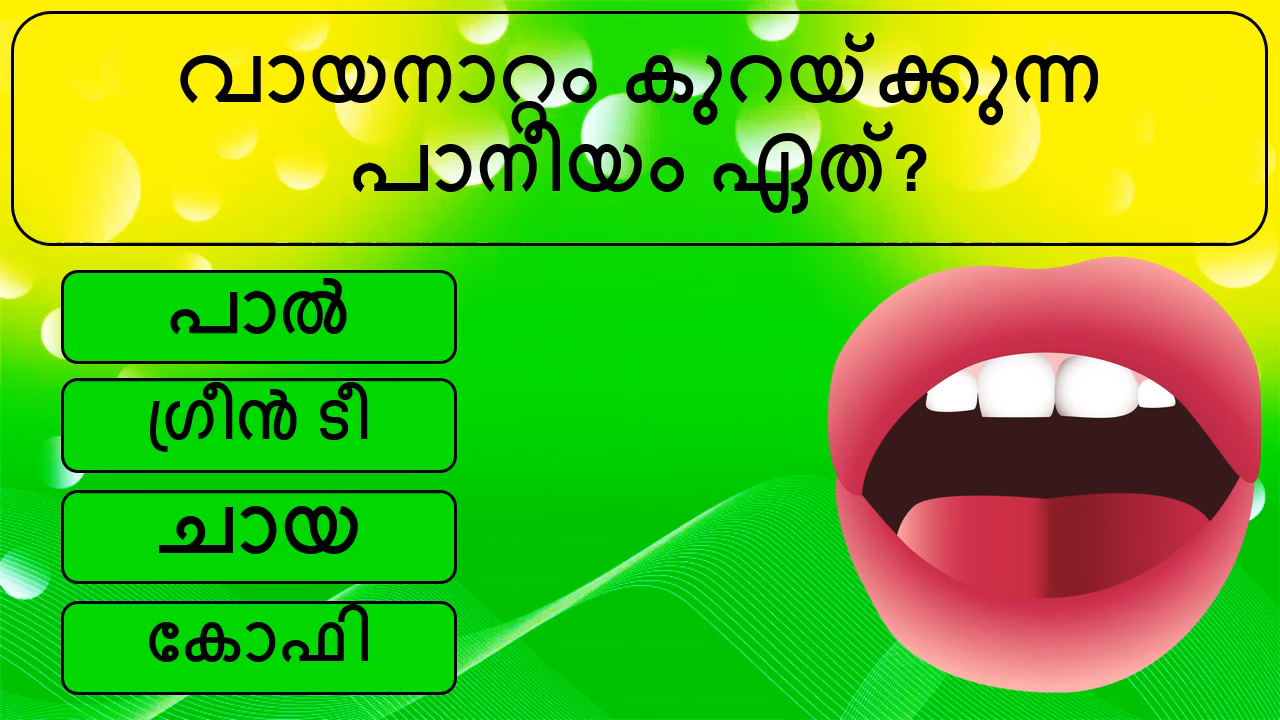 വായനാറ്റം കുറയ്ക്കുന്ന
പാനീയം ഏത്?
പാൽ
ഗ്രീൻ ടീ
ചായ
കോഫി